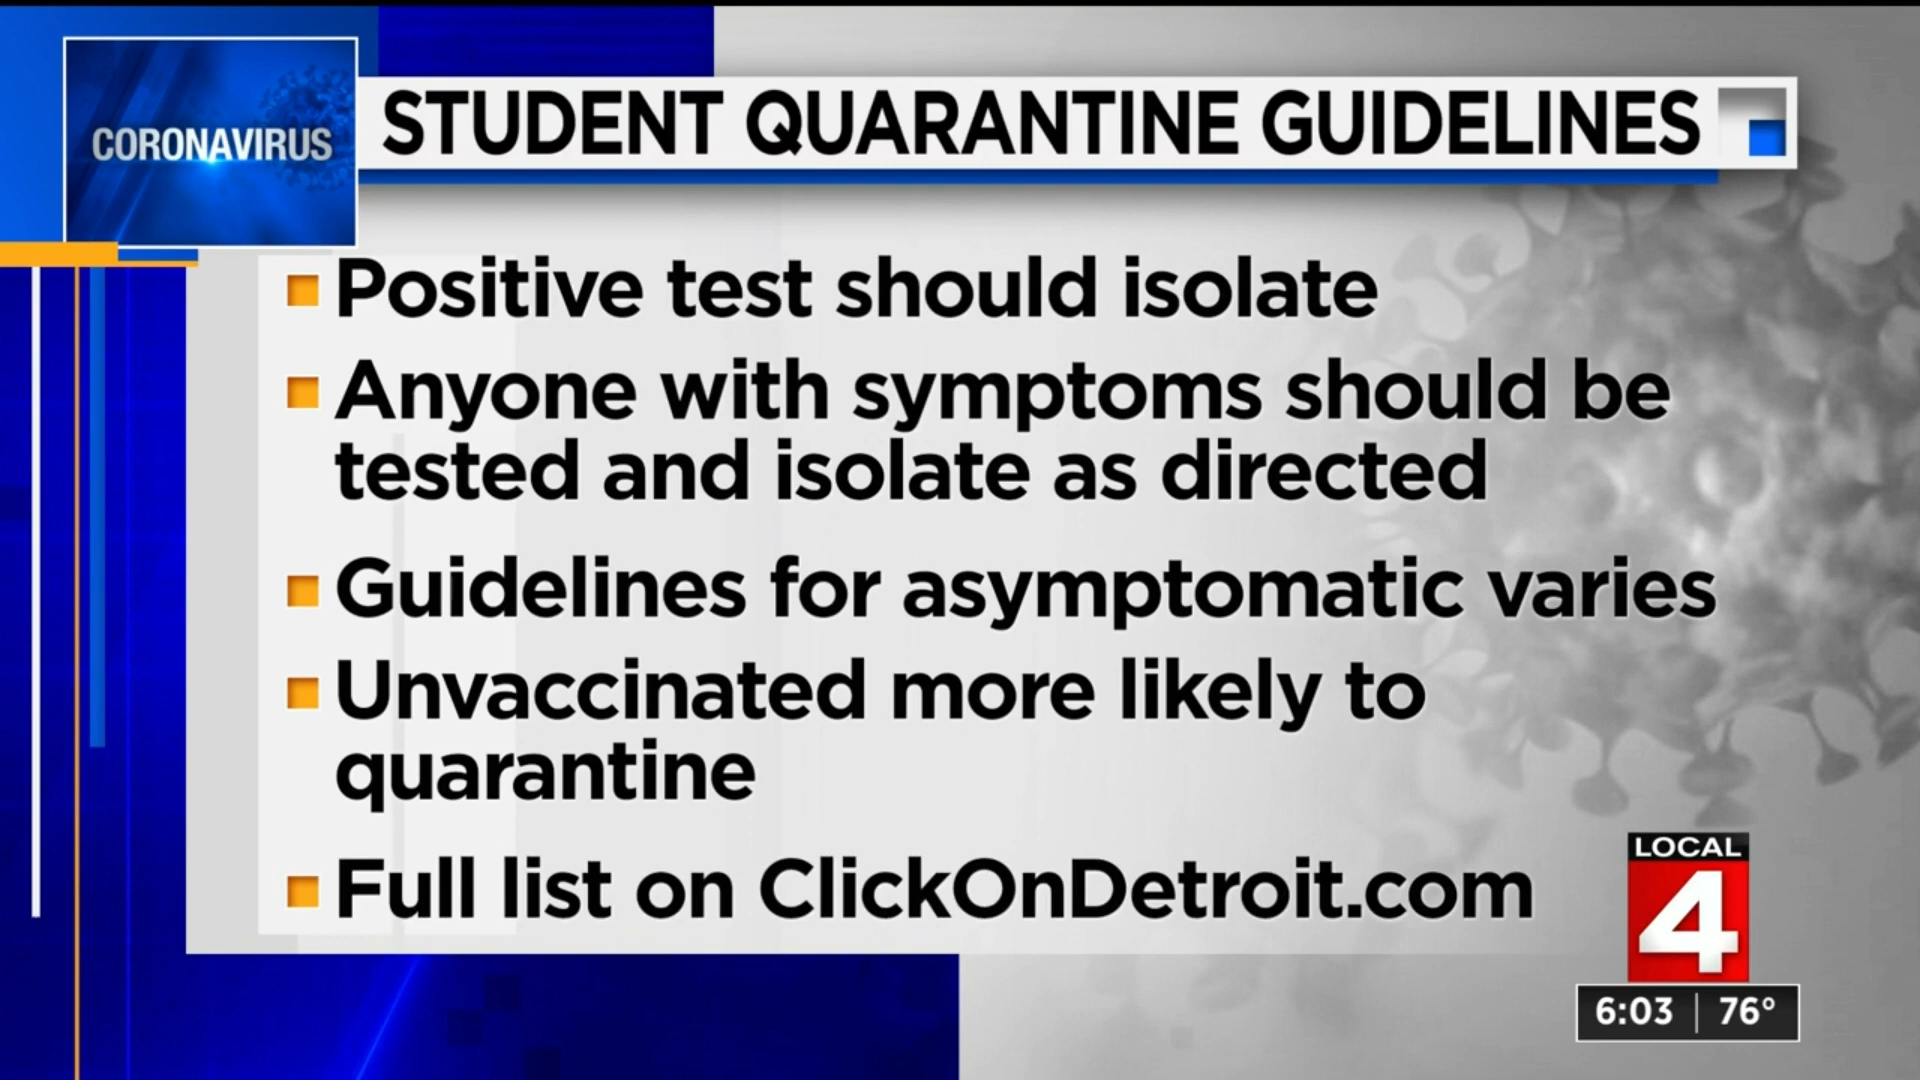 CORONAVIRUS
STUDENT QUARANTINE GUIDELINES
Positive test should isolate
Anyone with symptoms should be
tested and isolate as directed
Guidelines for asymptomatic varies
Unvaccinated more likely to
quarantine
Full list on ClickOnDetroit.com
LOCAL
4
6:03 | 76°